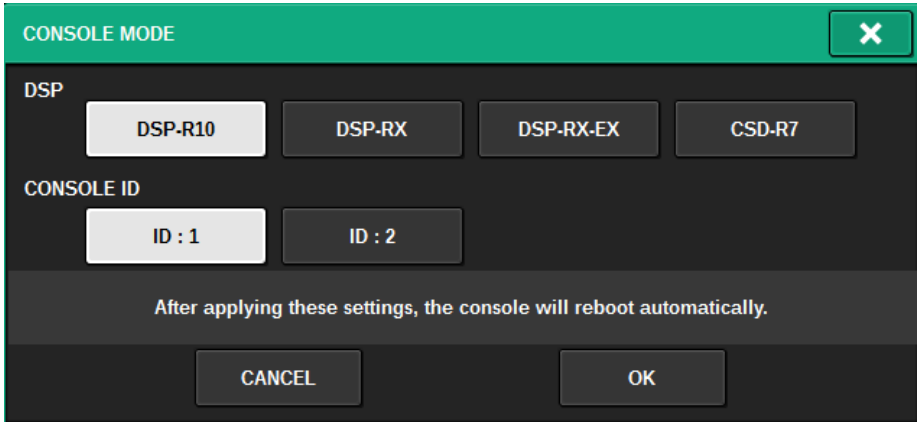 CONSOLE MODE
DSP
DSP-R10 DSP-RX DSP-RX-EX CSD-R7
CONSOLE ID
ID : 1 ID : 2
After applying these settings, the console will reboot automatically.
CANCEL OK